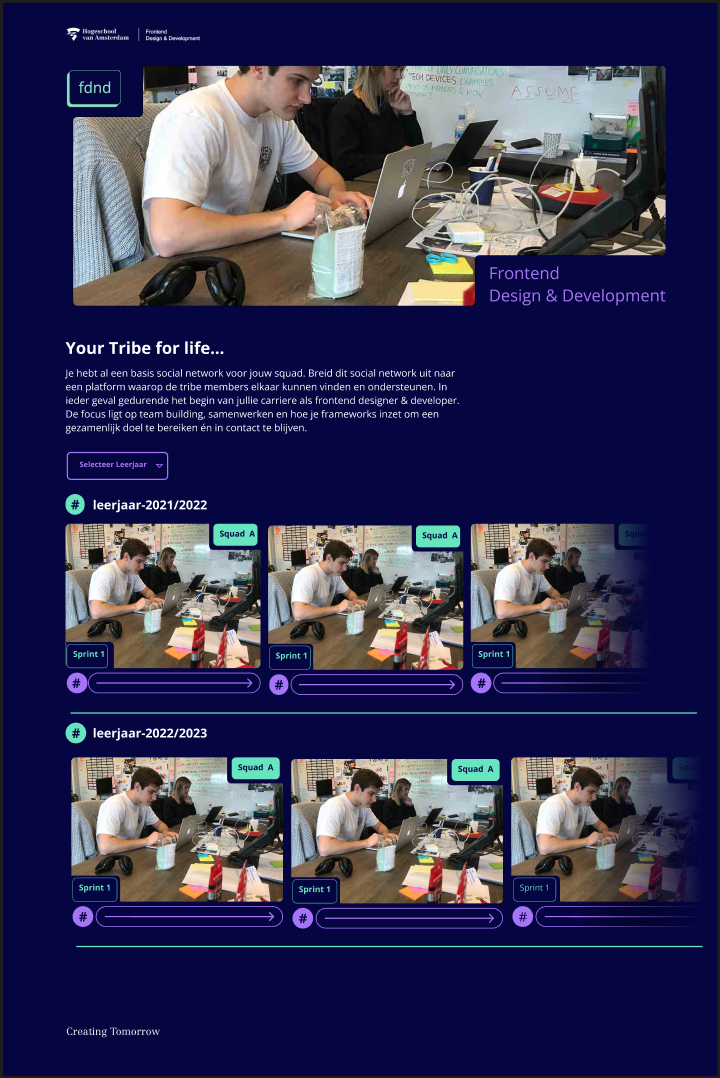 Hogeschool
van Amsterdam
Frontend
Design & Development
fdnd
TECH DEVICES
ASSUME
Frontend
Design & Development
Your Tribe for life...
Je hebt al een basis social network voor jouw squad. Breid dit social network uit naar
een platform waarop de tribe members elkaar kunnen vinden en ondersteunen. In
ieder geval gedurende het begin van jullie carriere als frontend designer & developer.
De focus ligt op team building, samenwerken en hoe je frameworks inzet om een
gezamenlijk doel te bereiken én in contact te blijven.
Selecteer Leerjaar
# leerjaar-2021/2022
Squad A
Squad A
Squad
Sprint 1
Sprint 1
Sprint 1
#
#
#
# leerjaar-2022/2023
Squad A
Squad A
Squad
Sprint 1
Sprint 1
Sprint 1
#
#
#
Creating Tomorrow